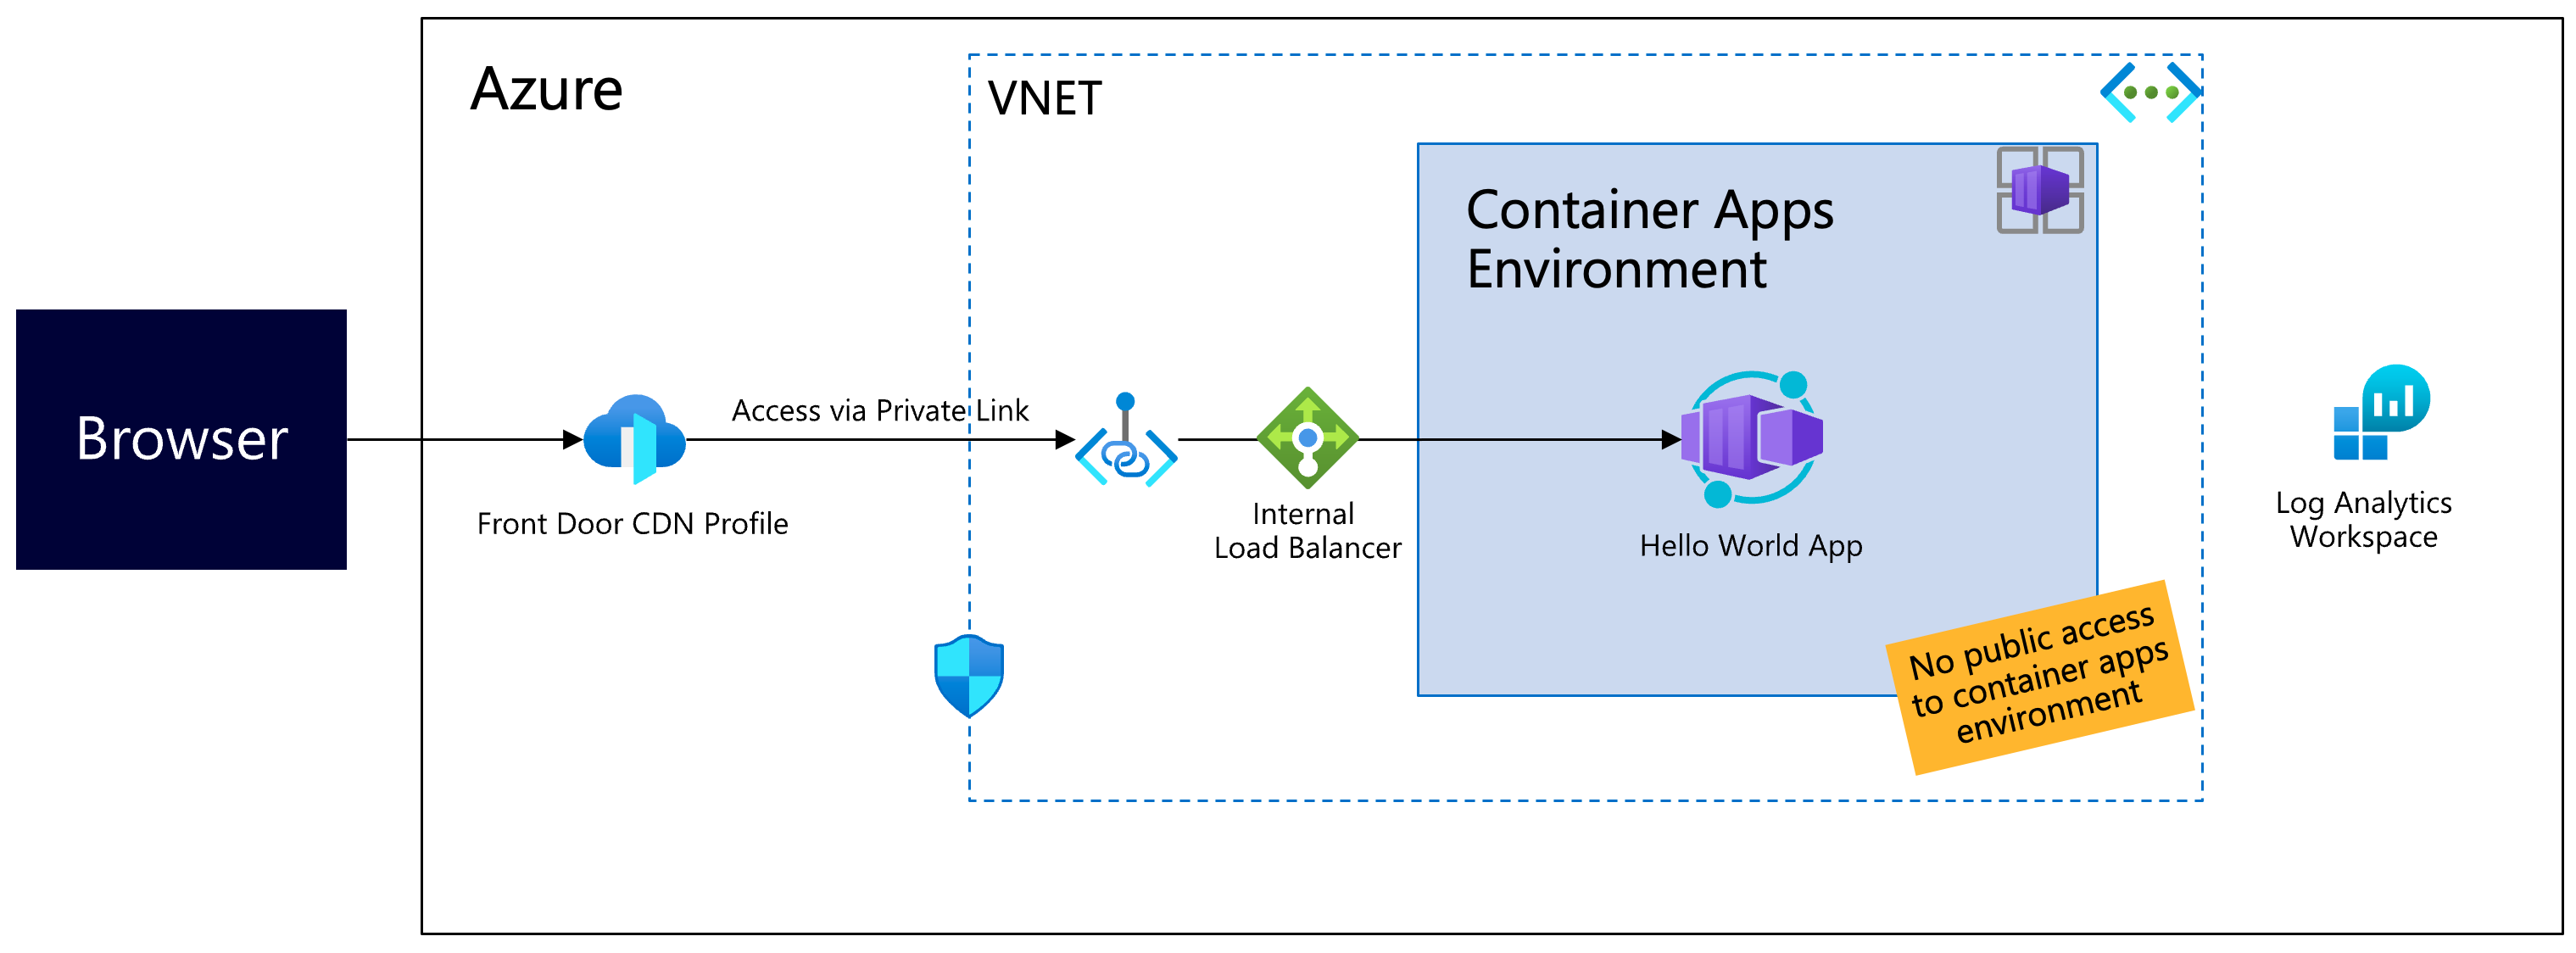 Azure
VNET
Container Apps
Environment
Browser
Access via Private Link
Front Door CDN Profile
Internal
Load Balancer
Hello World App
Log Analytics
Workspace
No public access
to container apps
environment